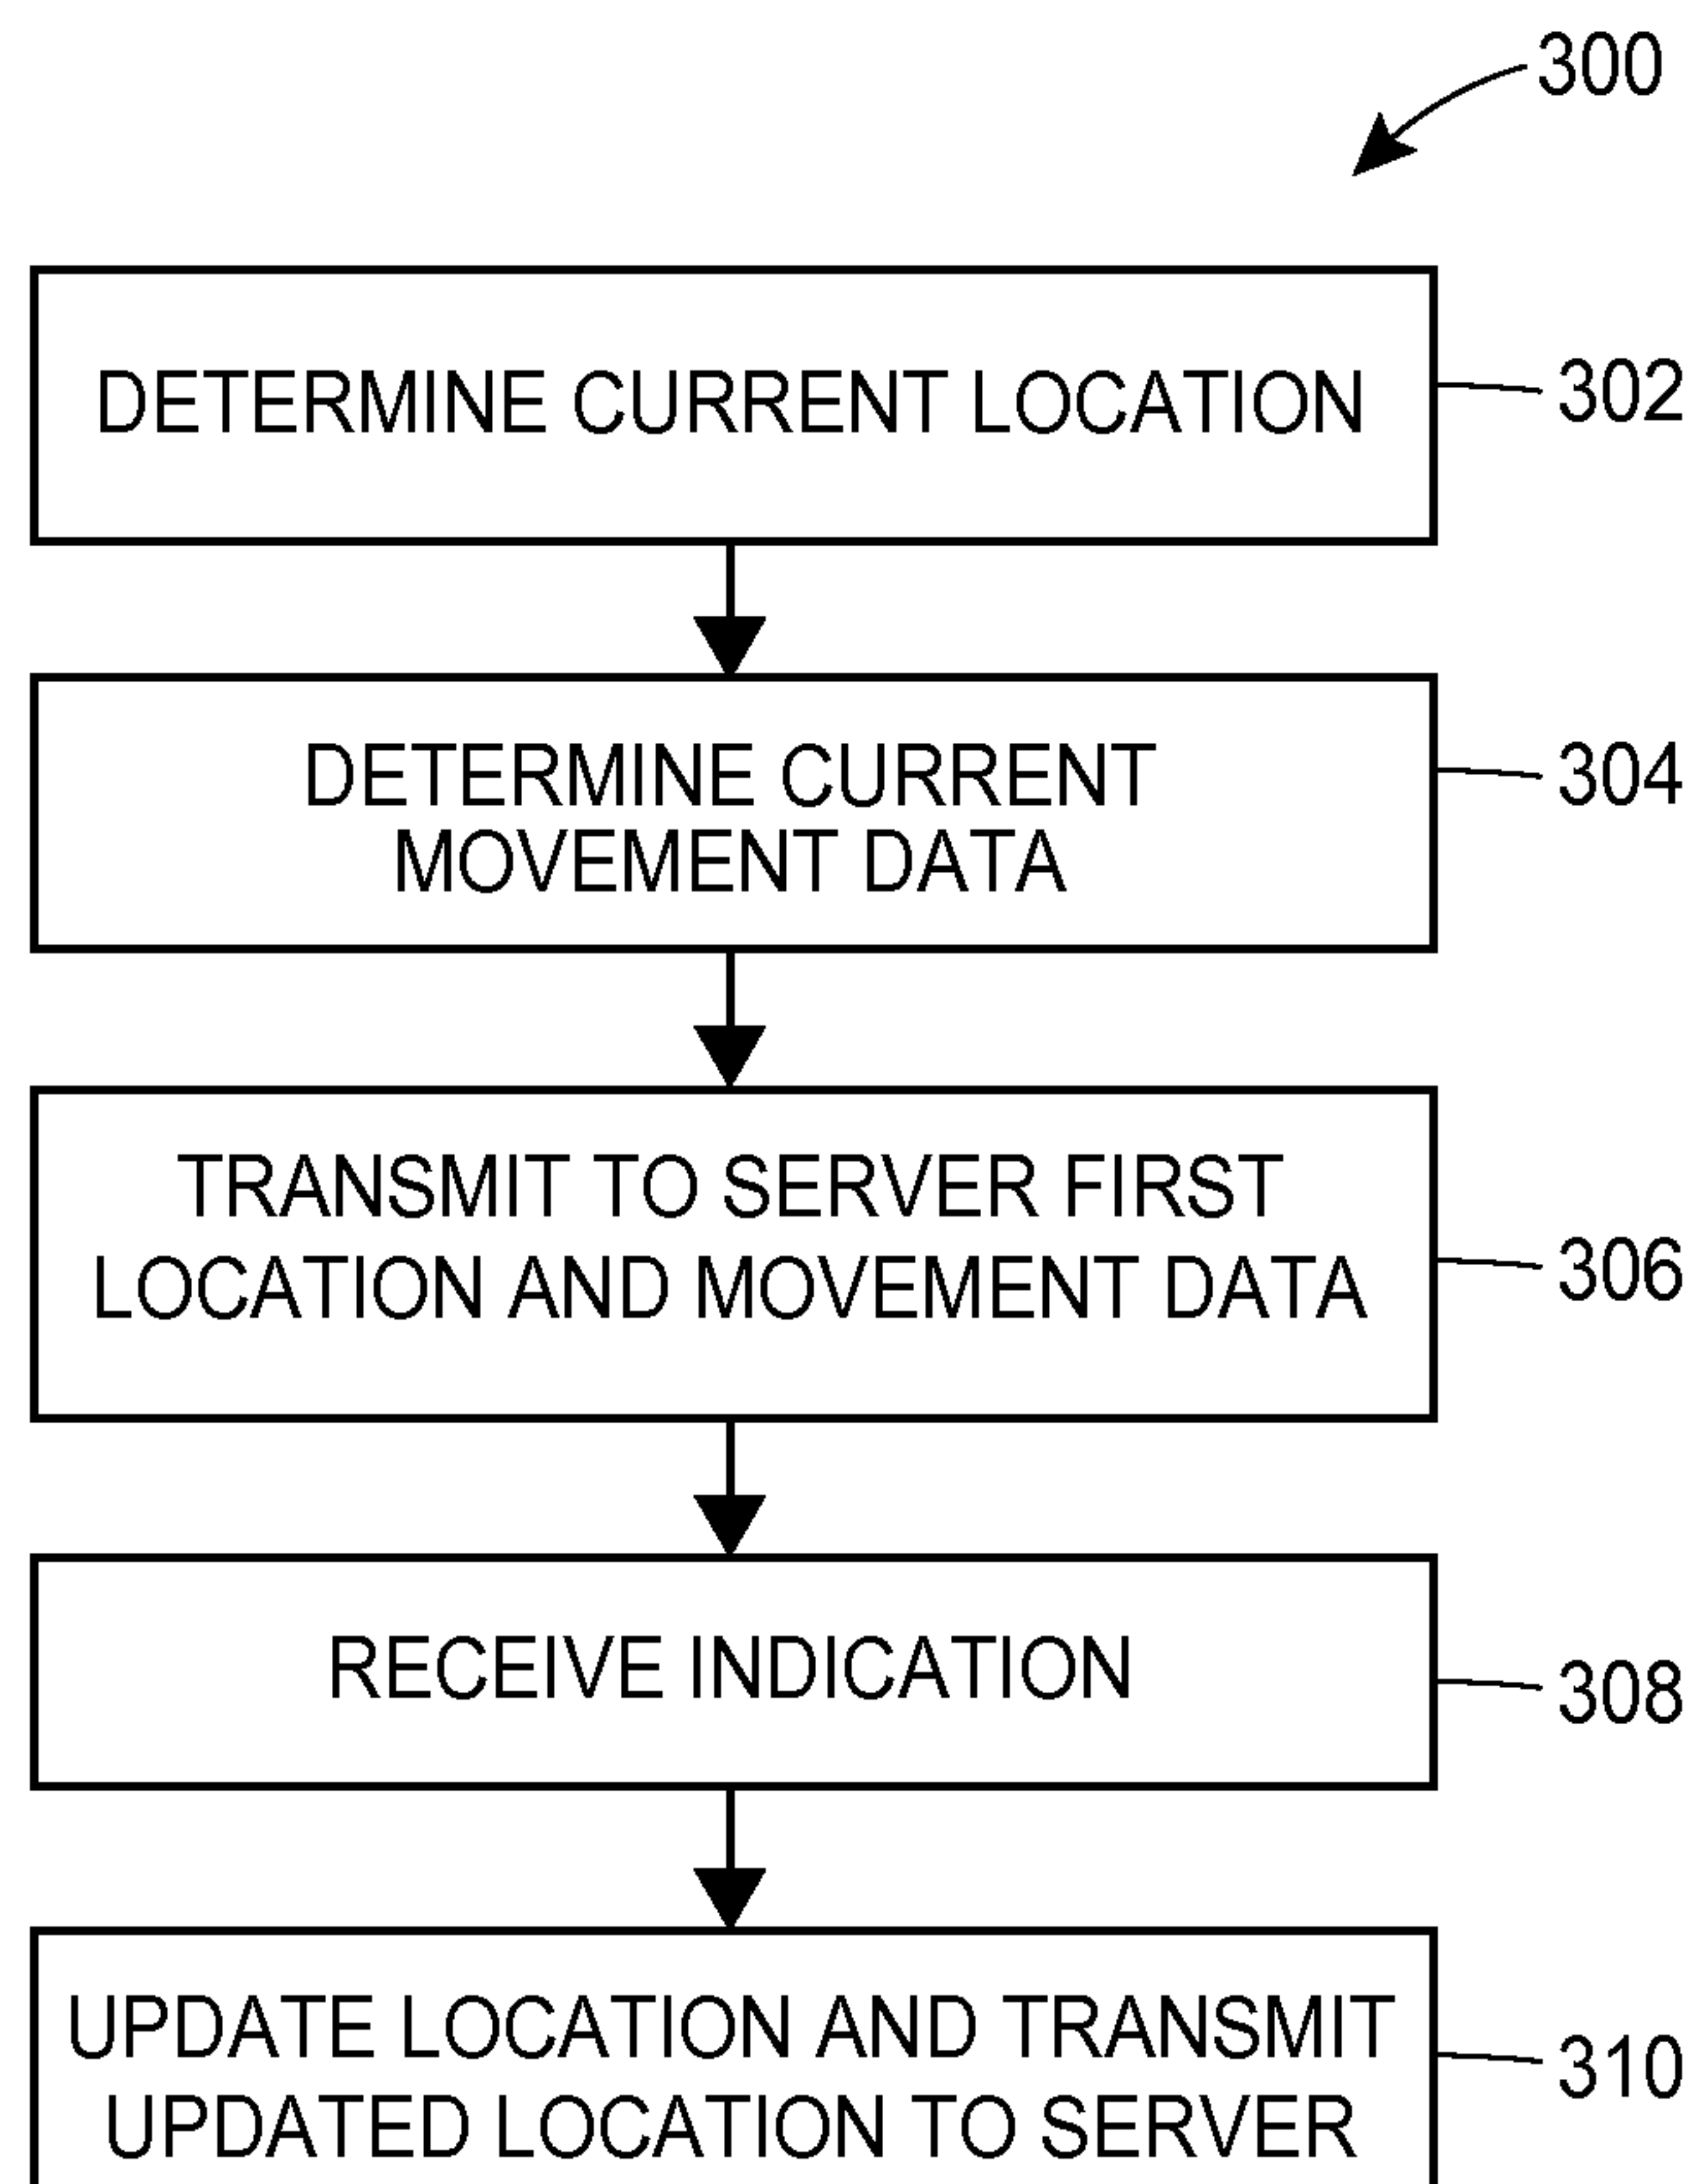 300
DETERMINE CURRENT LOCATION
302
DETERMINE CURRENT
MOVEMENT DATA
304
TRANSMIT TO SERVER FIRST
LOCATION AND MOVEMENT DATA
306
RECEIVE INDICATION
308
UPDATE LOCATION AND TRANSMIT
UPDATED LOCATION TO SERVER
310